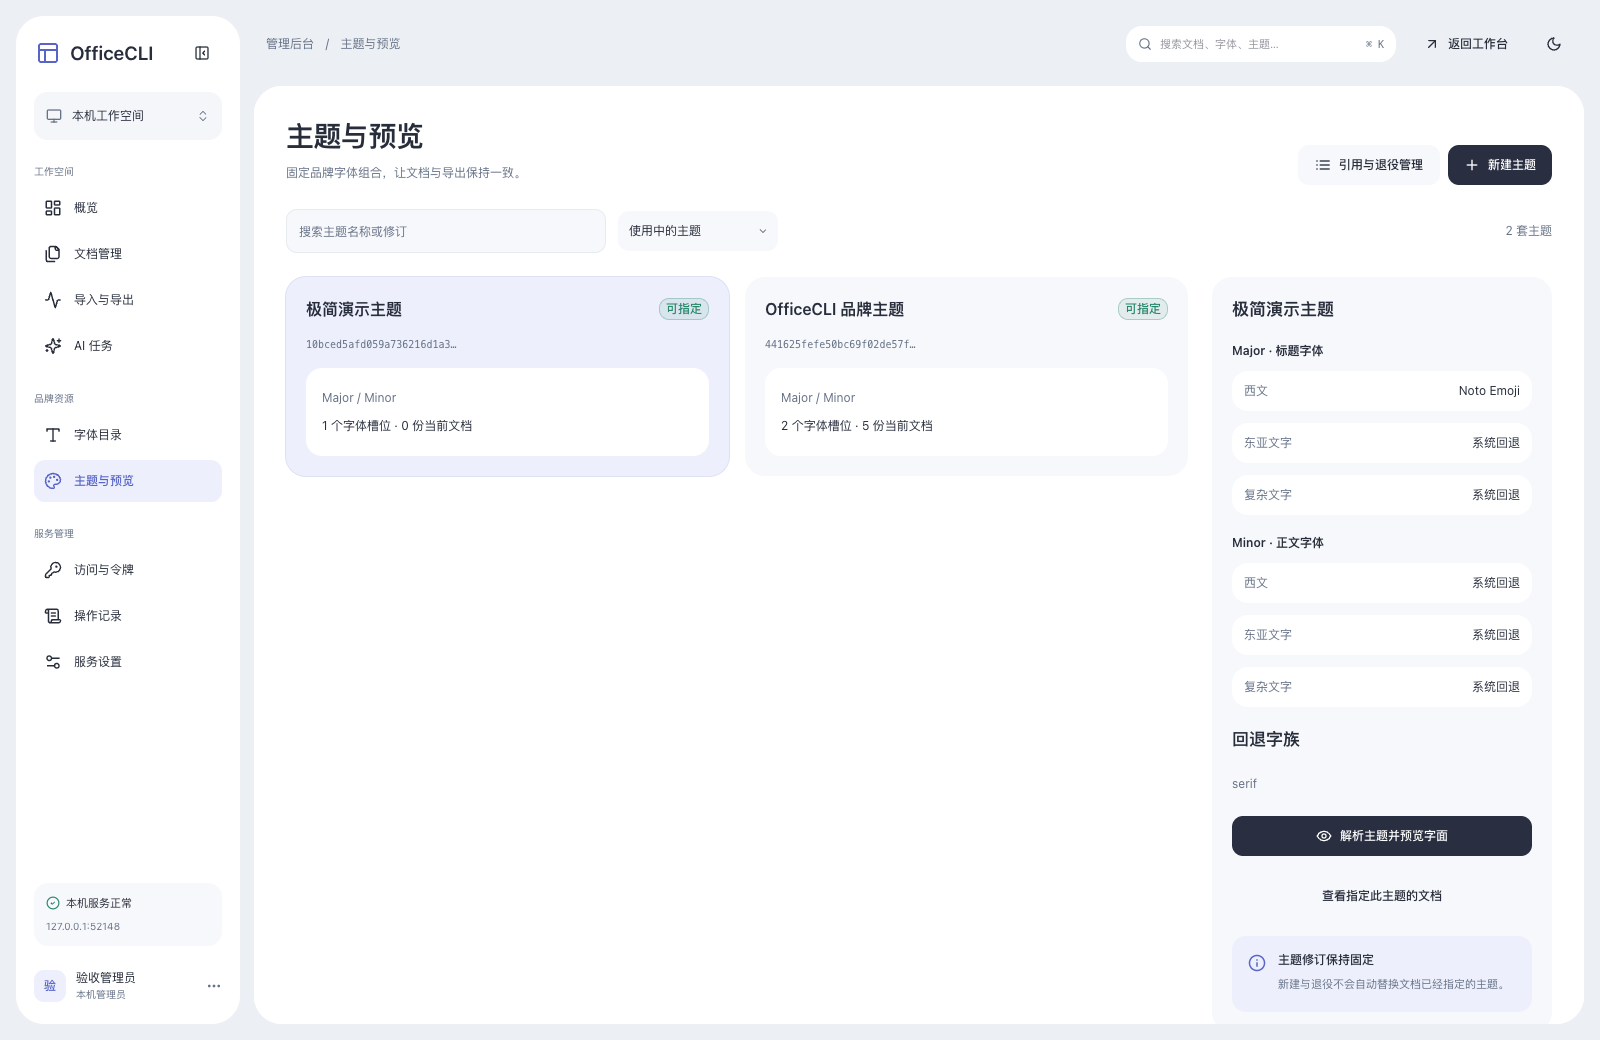 OfficeCLI
本机工作空间
工作空间
概览
文档管理
导入与导出
AI 任务
品牌资源
字体目录
主题与预览
服务管理
访问与令牌
操作记录
服务设置
本机服务正常
127.0.0.1:52148
验
验收管理员
本机管理员
管理后台 / 主题与预览
搜索文档、字体、主题...
⌘ K
返回工作台
主题与预览
固定品牌字体组合，让文档与导出保持一致。
引用与退役管理
新建主题
搜索主题名称或修订
使用中的主题
2 套主题
极简演示主题
可指定
10bced5afd059a736216d1a3…
Major / Minor
1 个字体槽位 · 0 份当前文档
OfficeCLI 品牌主题
可指定
441625fefe50bc69f02de57f…
Major / Minor
2 个字体槽位 · 5 份当前文档
极简演示主题
Major · 标题字体
西文 Noto Emoji
东亚文字 系统回退
复杂文字 系统回退
Minor · 正文字体
西文 系统回退
东亚文字 系统回退
复杂文字 系统回退
回退字族
serif
解析主题并预览字面
查看指定此主题的文档
主题修订保持固定
新建与退役不会自动替换文档已经指定的主题。